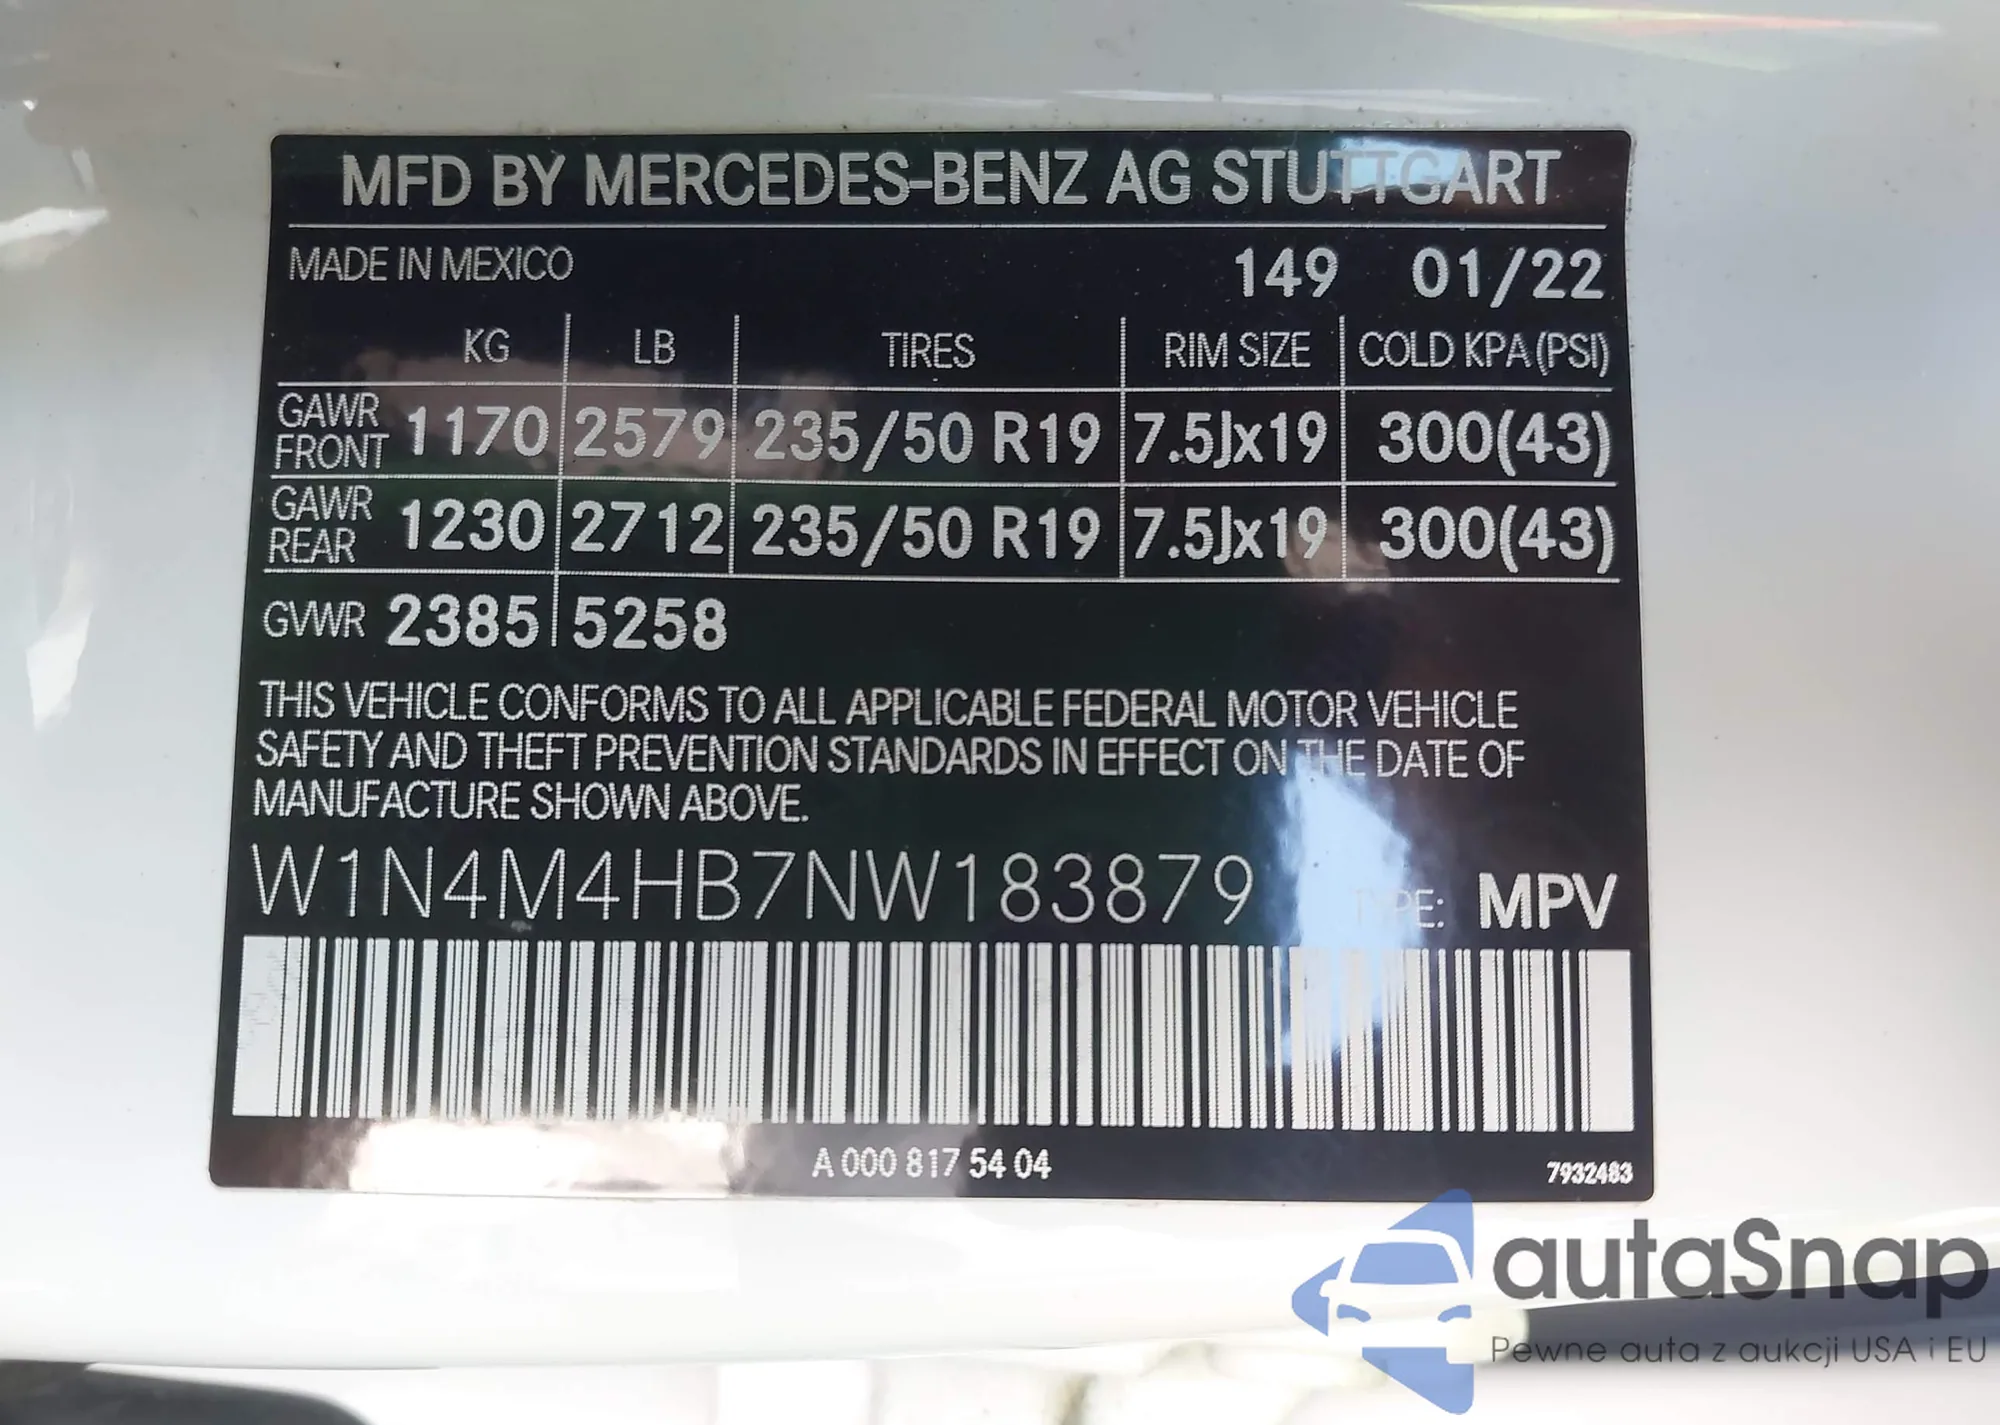 MFD BY MERCEDES-BENZ AG STUTTGART
MADE IN MEXICO 149 01/22
KG LB TIRES RIM SIZE COLD KPA (PSI)
GAWR FRONT 1170 2579 235/50 R19 7.5Jx19 300(43)
GAWR REAR 1230 2712 235/50 R19 7.5Jx19 300(43)
GVWR 2385 5258
THIS VEHICLE CONFORMS TO ALL APPLICABLE FEDERAL MOTOR VEHICLE
SAFETY AND THEFT PREVENTION STANDARDS IN EFFECT ON THE DATE OF
MANUFACTURE SHOWN ABOVE.
W1N4M4HB7NW183879 TYPE: MPV
A 000 817 54 04 7932483
autaSnap
Pewne auta z aukcji USA i EU